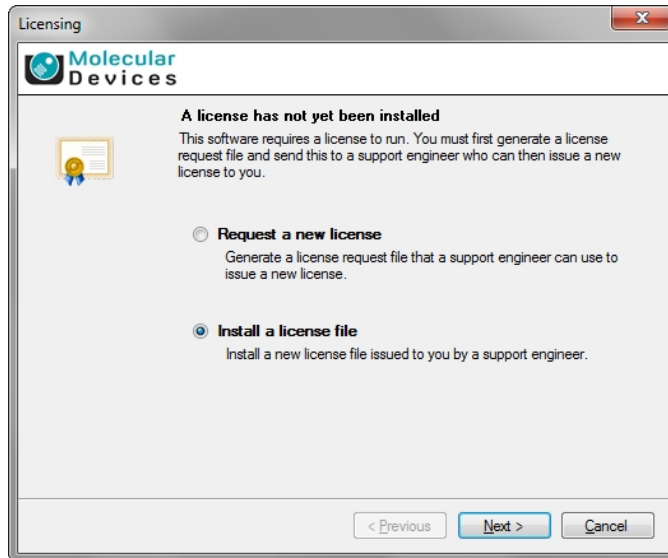 Licensing
Molecular
Devices
A license has not yet been installed
This software requires a license to run. You must first generate a license
request file and send this to a support engineer who can then issue a new
license to you.
Request a new license
Generate a license request file that a support engineer can use to
issue a new license.
Install a license file
Install a new license file issued to you by a support engineer.
< Previous
Next >
Cancel